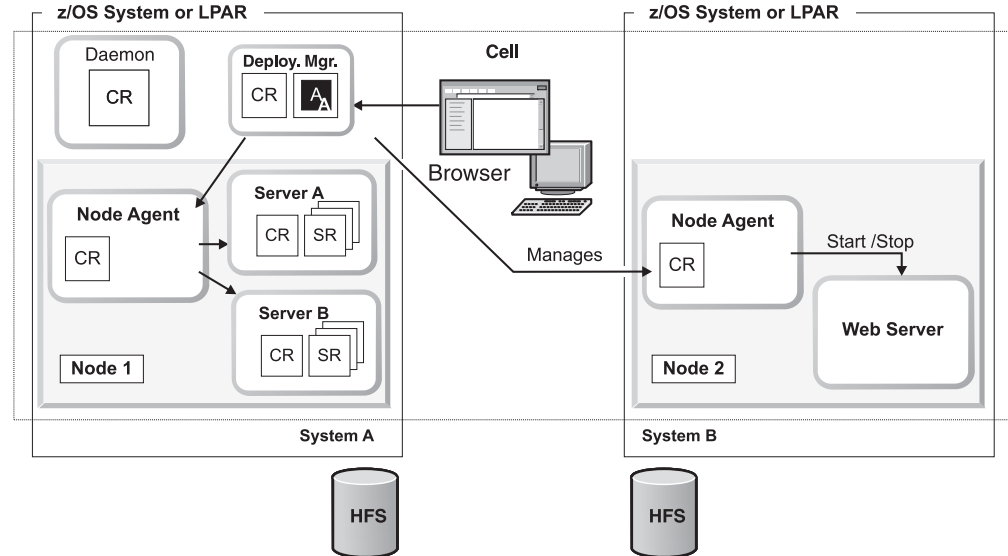 z/OS System or LPAR
z/OS System or LPAR
Daemon
CR
Deploy. Mgr.
CR
A
A
Cell
Browser
Node Agent
CR
Server A
CR
SR
Server B
CR
SR
Node 1
Manages
Node Agent
CR
Start /Stop
Web Server
Node 2
System A
System B
HFS
HFS